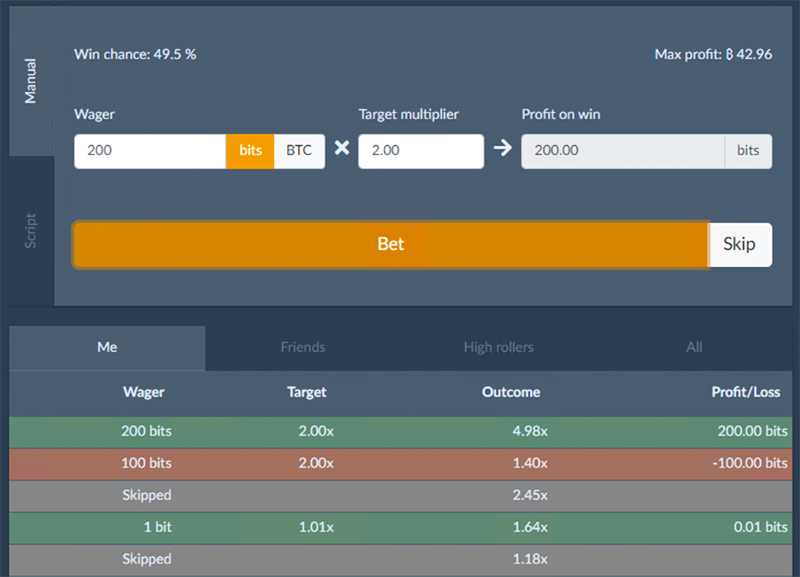 Manual
Win chance: 49.5 % Max profit: ₿ 42.96
Wager Target multiplier Profit on win
200 bits BTC × 2.00 → 200.00 bits
Script
Bet Skip
Me Friends High rollers All
Wager Target Outcome Profit/Loss
200 bits 2.00x 4.98x 200.00 bits
100 bits 2.00x 1.40x -100.00 bits
Skipped 2.45x
1 bit 1.01x 1.64x 0.01 bits
Skipped 1.18x